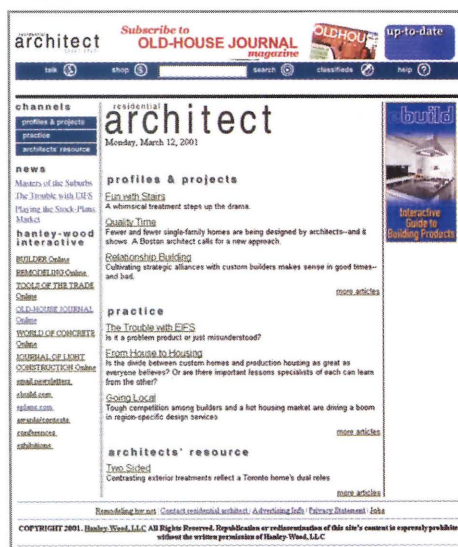 residential
architect
Subscribe to
OLD-HOUSE JOURNAL
magazine
OLDHOU
up-to-date
talk
shop
search
classifieds
help
channels
profiles & projects
practice
architects resource
news
Masters of the Suburbs
The Trouble with EIFS
Playing the Stock-Plans
Market
hanley-wood
interactive
BUILDER Online
REMODELING Online
TOOLS OF THE TRADE
Online
OLD-HOUSE JOURNAL
Online
WORLD OF CONCRETE
Online
JOURNAL OF LIGHT
CONSTRUCTION Online
email newsletters
ebuild.com
eplans.com
awards/contests
conferences
exhibitions
residential
architect
Monday, March 12, 2001
profiles & projects
Fun with Stairs
A whimsical treatment steps up the drama.
Quality Time
Fewer and fewer single-family homes are being designed by architects--and it
shows. A Boston architect calls for a new approach.
Relationship Building
Cultivating strategic alliances with custom builders makes sense in good times--
and bad.
more articles
practice
The Trouble with EIFS
Is it a problem product or just misunderstood?
From House to Housing
Is the divide between custom homes and production housing as great as
everyone believes? Or are there important lessons specialists of each can learn
from the other?
Going Local
Tough competition among builders and a hot housing market are driving a boom
in region-specific design services.
more articles
architects' resource
Two Sided
Contrasting exterior treatments reflect a Toronto home's dual roles
more articles
ebuild
Interactive
Guide to
Building Products
Remodeling.hw.net | Contact residential architect | Advertising Info | Privacy Statement | Jobs
COPYRIGHT 2001. Hanley-Wood, LLC All Rights Reserved. Republication or redissemination of this site's content is expressly prohibite
without the written permission of Hanley-Wood, LLC